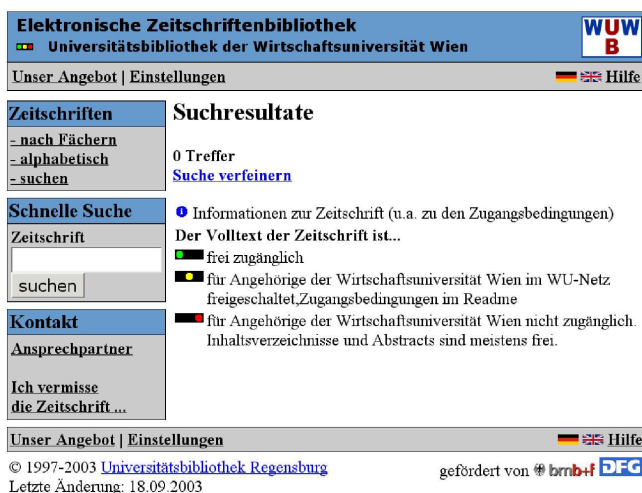 Elektronische Zeitschriftenbibliothek
Universitätsbibliothek der Wirtschaftsuniversität Wien
WUW
B
Unser Angebot | Einstellungen
Hilfe
Zeitschriften
- nach Fächern
- alphabetisch
- suchen
Schnelle Suche
Zeitschrift
suchen
Kontakt
Ansprechpartner
Ich vermisse
die Zeitschrift ...
Suchresultate
0 Treffer
Suche verfeinern
Informationen zur Zeitschrift (u.a. zu den Zugangsbedingungen)
Der Volltext der Zeitschrift ist...
frei zugänglich
für Angehörige der Wirtschaftsuniversität Wien im WU-Netz
freigeschaltet,Zugangsbedingungen im Readme
für Angehörige der Wirtschaftsuniversität Wien nicht zugänglich.
Inhaltsverzeichnisse und Abstracts sind meistens frei.
Unser Angebot | Einstellungen
Hilfe
© 1997-2003 Universitätsbibliothek Regensburg
Letzte Änderung: 18.09.2003
gefördert von bmb+f DFG